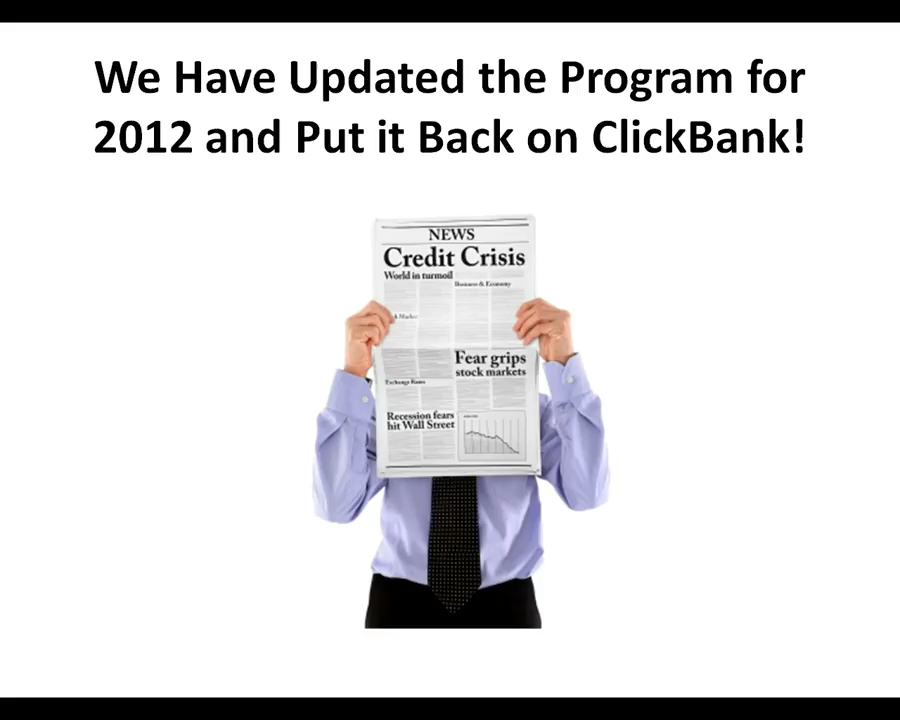 We Have Updated the Program for
2012 and Put it Back on ClickBank!
NEWS
Credit Crisis
World in turmoil
Business & Economy
Fear grips
stock markets
Exchange Rates
Recession fears
hit Wall Street